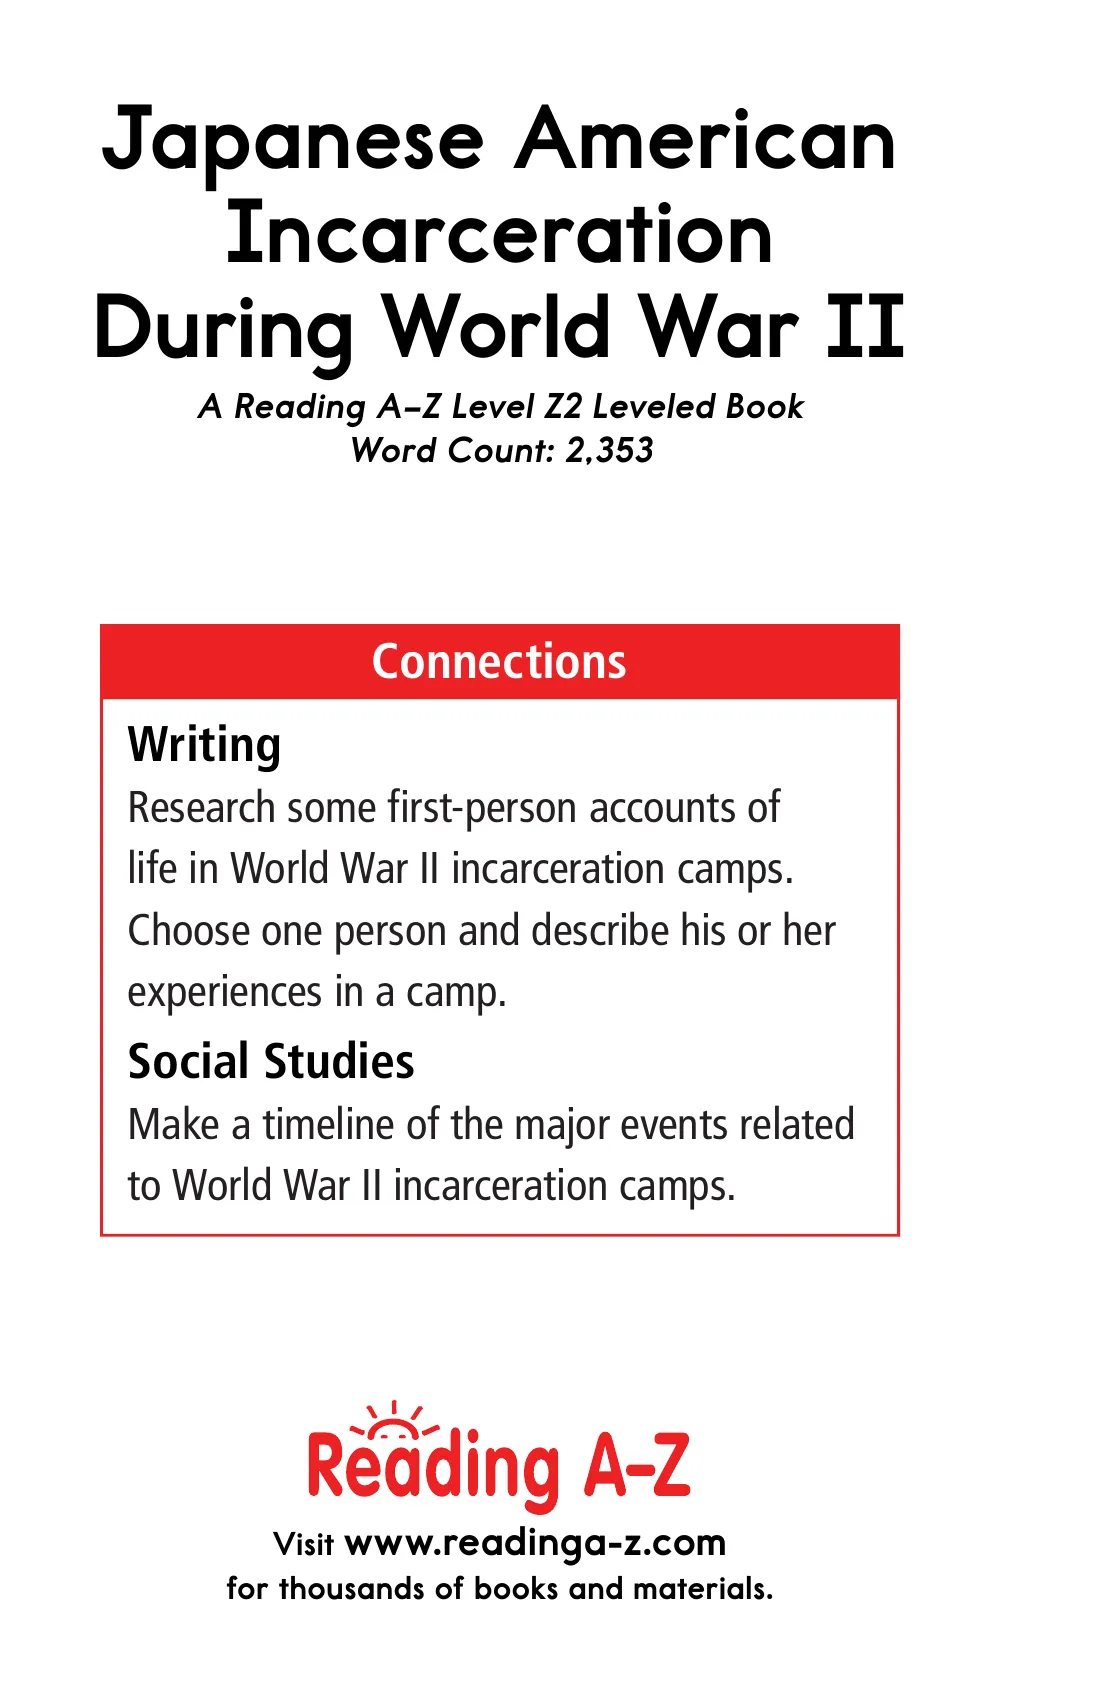 Japanese American
Incarceration
During World War II
A Reading A–Z Level Z2 Leveled Book
Word Count: 2,353
Connections
Writing
Research some first-person accounts of
life in World War II incarceration camps.
Choose one person and describe his or her
experiences in a camp.
Social Studies
Make a timeline of the major events related
to World War II incarceration camps.
Reading A–Z
Visit www.readinga-z.com
for thousands of books and materials.